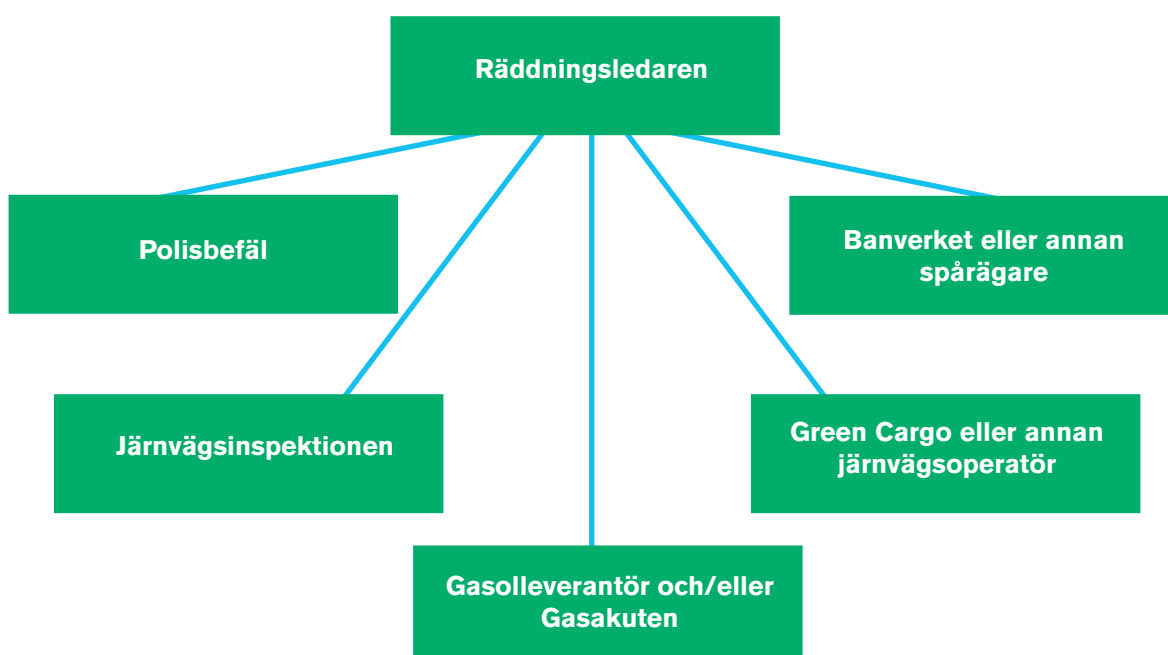 Räddningsledaren
Polisbefäl
Banverket eller annan
spårägare
Järnvägsinspektionen
Green Cargo eller annan
järnvägsoperatör
Gasolleverantör och/eller
Gasakuten